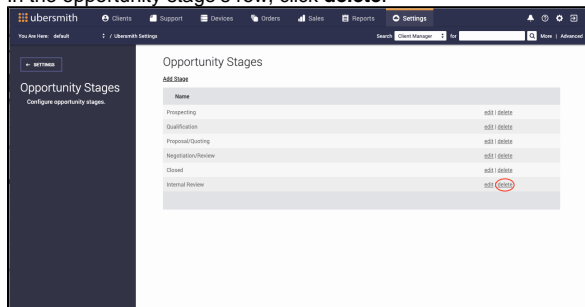 in the opportunity stage's row, click delete.
ubersmith Clients Support Devices Orders Sales Reports Settings
You Are Here: default / Ubersmith Settings Search Client Manager for More | Advanced
← SETTINGS
Opportunity Stages
Configure opportunity stages.
Opportunity Stages
Add Stage
Name
Prospecting edit | delete
Qualification edit | delete
Proposal/Quoting edit | delete
Negotiation/Review edit | delete
Closed edit | delete
Internal Review edit | delete